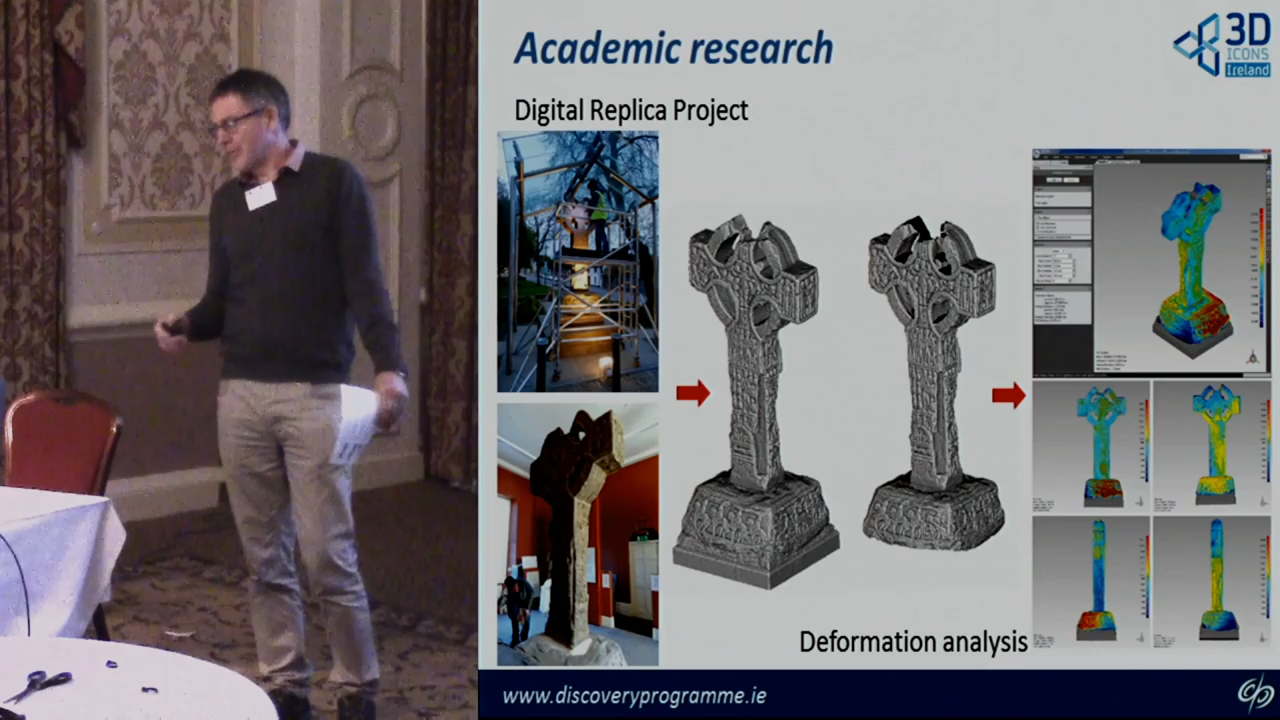 Academic research
3D
ICONS
Ireland
Digital Replica Project
Deformation analysis
www.discoveryprogramme.ie